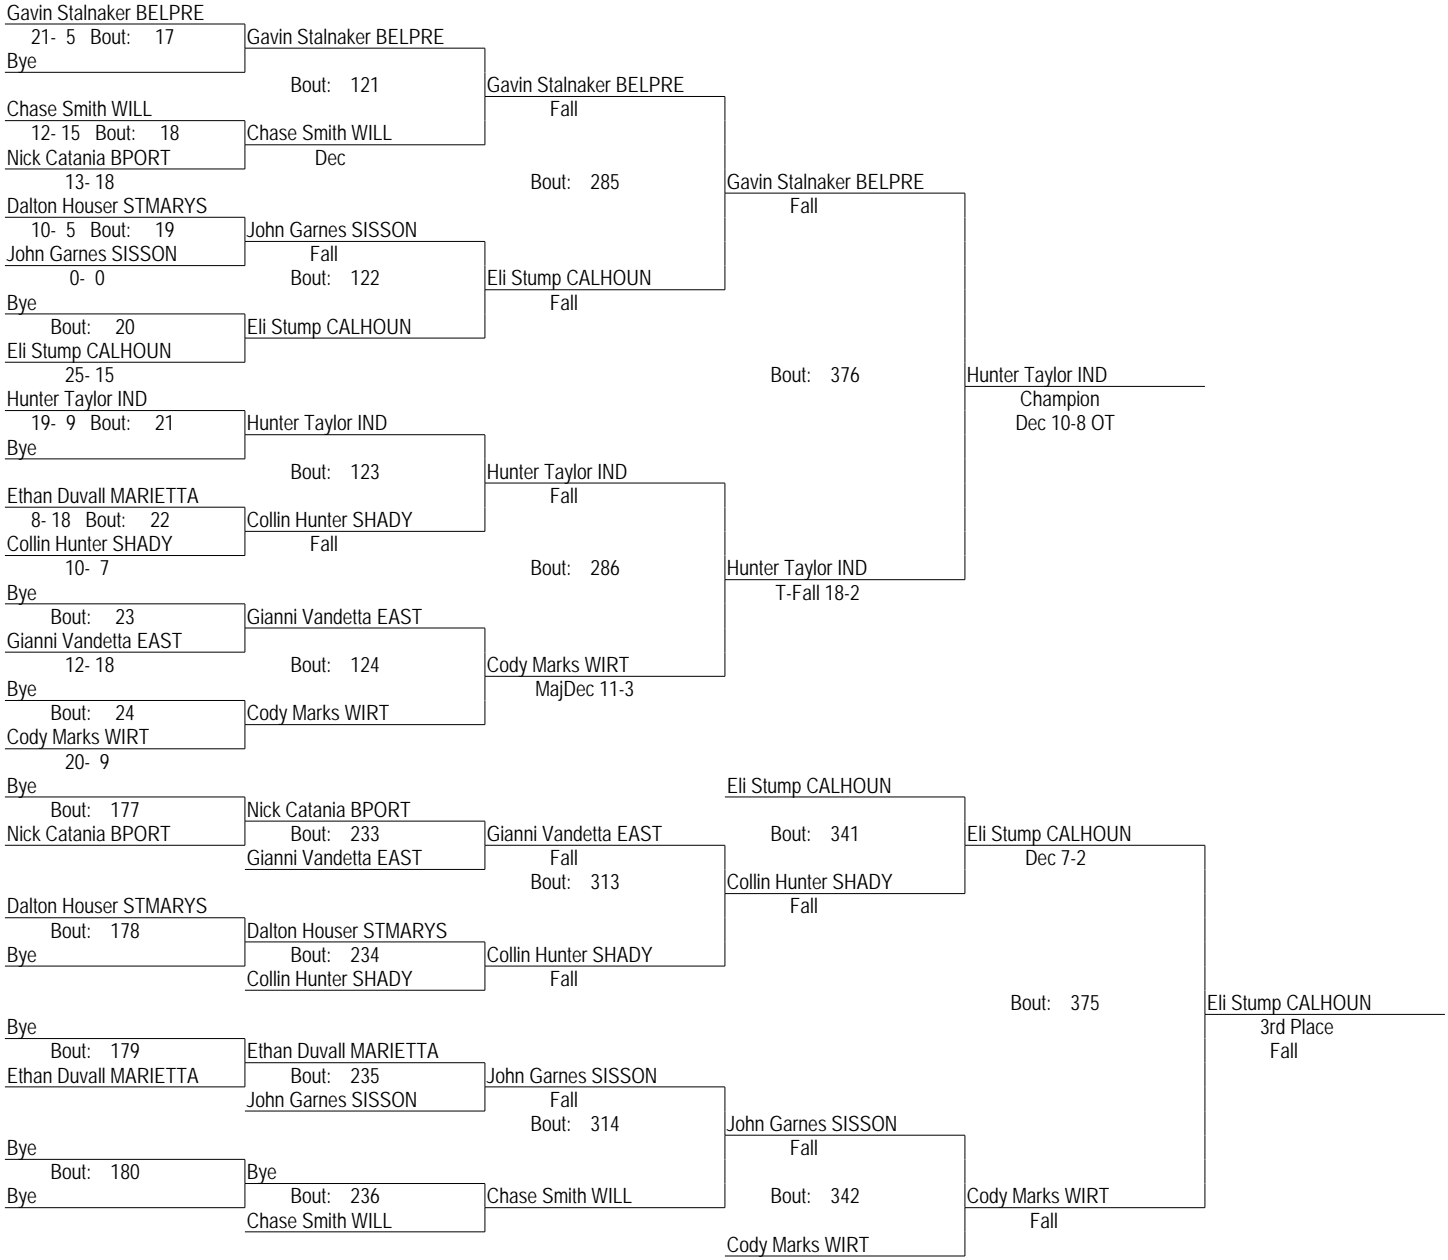 Gavin Stalnaker BELPRE
21- 5 Bout: 17
Gavin Stalnaker BELPRE
Bye
Bout: 121
Gavin Stalnaker BELPRE
Chase Smith WILL
Fall
12- 15 Bout: 18
Chase Smith WILL
Nick Catania BPORT
Dec
13- 18
Bout: 285
Gavin Stalnaker BELPRE
Dalton Houser STMARYS
Fall
10- 5 Bout: 19
John Garnes SISSON
John Garnes SISSON
Fall
0- 0
Bout: 122
Eli Stump CALHOUN
Bye
Fall
Bout: 20
Eli Stump CALHOUN
Eli Stump CALHOUN
25- 15
Bout: 376
Hunter Taylor IND
Hunter Taylor IND
Champion
19- 9 Bout: 21
Hunter Taylor IND
Dec 10-8 OT
Bye
Bout: 123
Hunter Taylor IND
Ethan Duvall MARIETTA
Fall
8- 18 Bout: 22
Collin Hunter SHADY
Collin Hunter SHADY
Fall
10- 7
Bout: 286
Hunter Taylor IND
Bye
T-Fall 18-2
Bout: 23
Gianni Vandetta EAST
Gianni Vandetta EAST
12- 18
Bout: 124
Cody Marks WIRT
Bye
MajDec 11-3
Bout: 24
Cody Marks WIRT
Cody Marks WIRT
20- 9
Bye
Eli Stump CALHOUN
Bout: 177
Nick Catania BPORT
Nick Catania BPORT
Bout: 233
Gianni Vandetta EAST
Bout: 341
Eli Stump CALHOUN
Gianni Vandetta EAST
Fall
Dec 7-2
Bout: 313
Collin Hunter SHADY
Dalton Houser STMARYS
Fall
Bout: 178
Dalton Houser STMARYS
Bye
Bout: 234
Collin Hunter SHADY
Collin Hunter SHADY
Fall
Bout: 375
Eli Stump CALHOUN
Bye
3rd Place
Bout: 179
Ethan Duvall MARIETTA
Fall
Ethan Duvall MARIETTA
Bout: 235
John Garnes SISSON
John Garnes SISSON
Fall
Bout: 314
John Garnes SISSON
Bye
Fall
Bout: 180
Bye
Bye
Bout: 236
Chase Smith WILL
Bout: 342
Cody Marks WIRT
Chase Smith WILL
Fall
Cody Marks WIRT